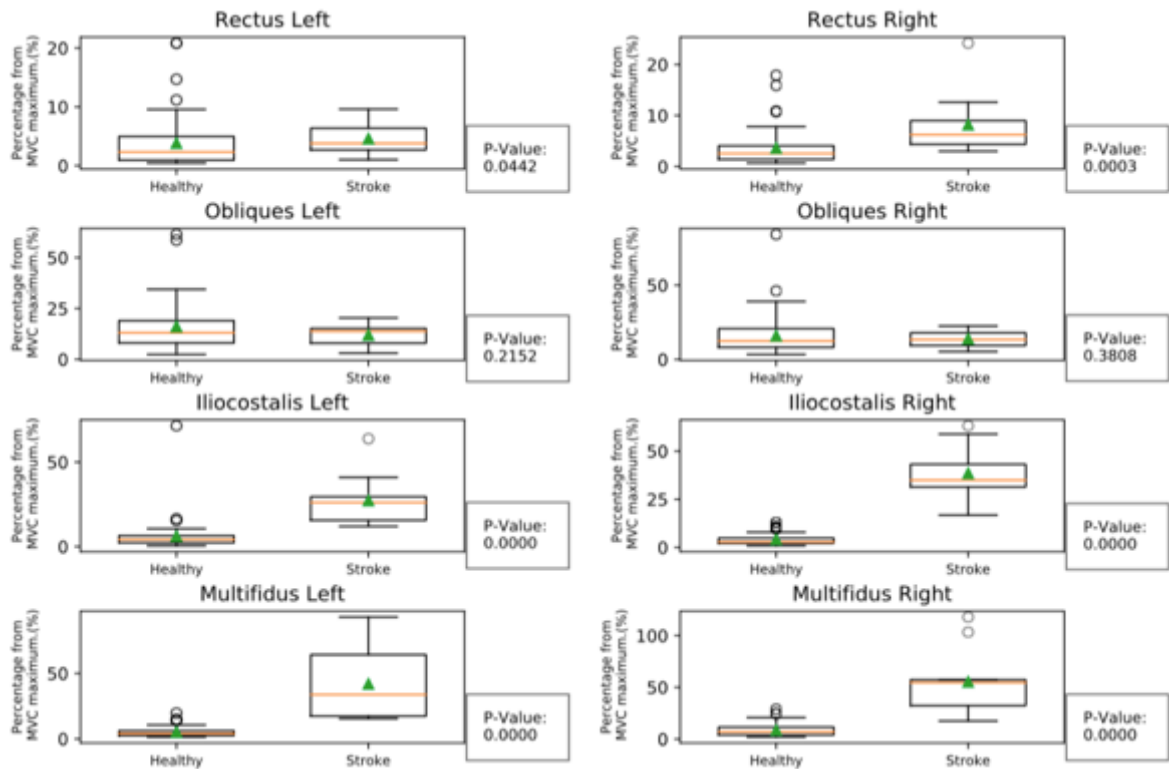 Rectus Left
Percentage from
MVC maximum.(%)
20
10
0
Healthy
Stroke
P-Value:
0.0442
Rectus Right
Percentage from
MVC maximum.(%)
20
10
0
Healthy
Stroke
P-Value:
0.0003
Obliques Left
Percentage from
MVC maximum.(%)
50
25
0
Healthy
Stroke
P-Value:
0.2152
Obliques Right
Percentage from
MVC maximum.(%)
50
0
Healthy
Stroke
P-Value:
0.3808
Iliocostalis Left
Percentage from
MVC maximum.(%)
50
0
Healthy
Stroke
P-Value:
0.0000
Iliocostalis Right
Percentage from
MVC maximum.(%)
50
25
0
Healthy
Stroke
P-Value:
0.0000
Multifidus Left
Percentage from
MVC maximum.(%)
50
0
Healthy
Stroke
P-Value:
0.0000
Multifidus Right
Percentage from
MVC maximum.(%)
100
50
0
Healthy
Stroke
P-Value:
0.0000